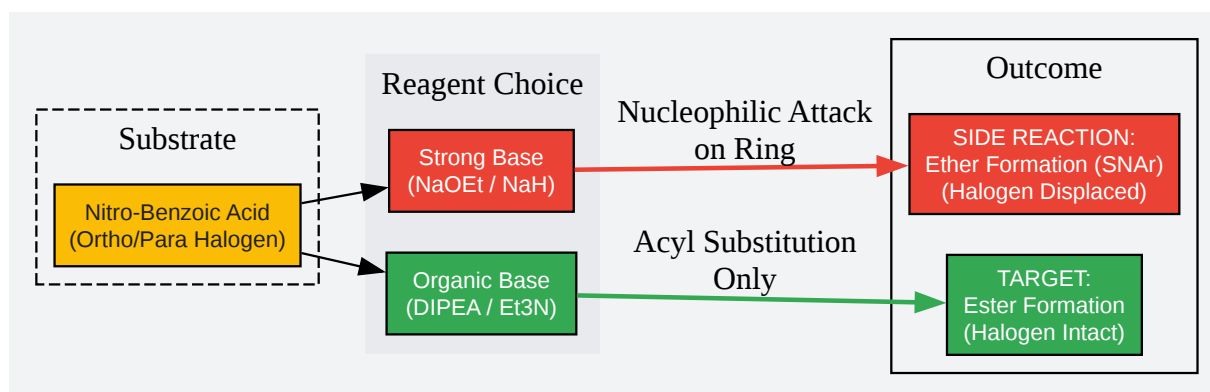 Substrate
Nitro-Benzoic Acid
(Ortho/Para Halogen)
Reagent Choice
Strong Base
(NaOEt / NaH)
Organic Base
(DIPEA / Et3N)
Nucleophilic Attack
on Ring
Acyl Substitution
Only
Outcome
SIDE REACTION:
Ether Formation (SNAr)
(Halogen Displaced)
TARGET:
Ester Formation
(Halogen Intact)